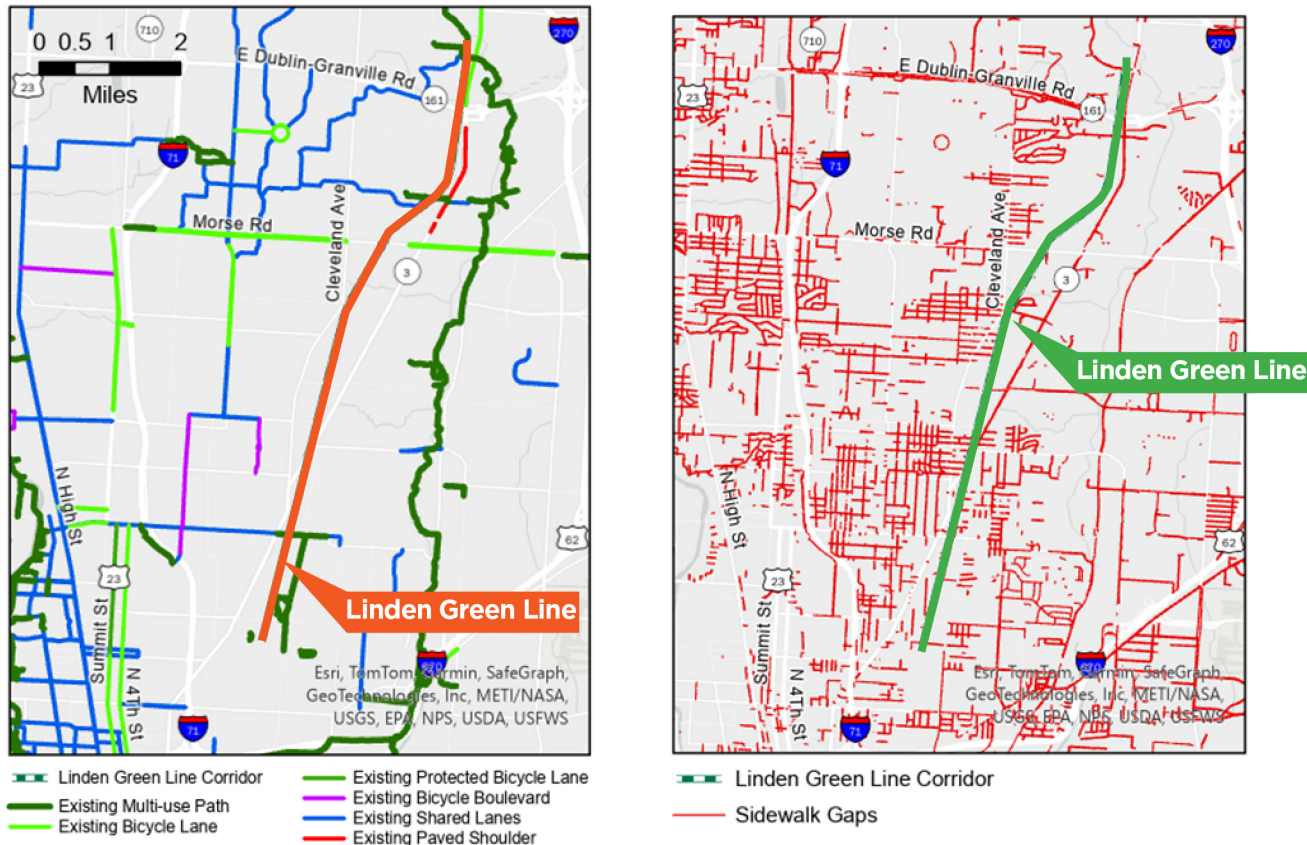 0 0.5 1 2
Miles
710
270
23
E Dublin-Granville Rd
161
71
Morse Rd
Cleveland Ave
3
N High St
62
23
Summit St
N 4Th St
Linden Green Line
670
71
Esri, TomTom, Garmin, SafeGraph,
GeoTechnologies, Inc, METI/NASA,
USGS, EPA, NPS, USDA, USFWS
Linden Green Line Corridor
Existing Multi-use Path
Existing Bicycle Lane
Existing Protected Bicycle Lane
Existing Bicycle Boulevard
Existing Shared Lanes
Existing Paved Shoulder
710
270
23
E Dublin-Granville Rd
161
71
Morse Rd
Cleveland Ave
3
Linden Green Line
N High St
62
23
Summit St
N 4Th St
670
71
Esri, TomTom, Garmin, SafeGraph,
GeoTechnologies, Inc, METI/NASA,
USGS, EPA, NPS, USDA, USFWS
Linden Green Line Corridor
Sidewalk Gaps